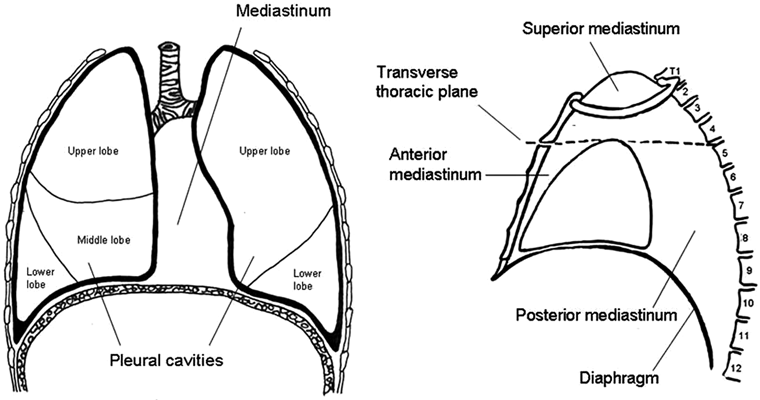 Mediastinum
Upper lobe
Upper lobe
Middle lobe
Lower
lobe
Lower
lobe
Pleural cavities
Superior mediastinum
Transverse
thoracic plane
Anterior
mediastinum
T1
2
3
4
5
6
7
8
9
10
11
12
Posterior mediastinum
Diaphragm